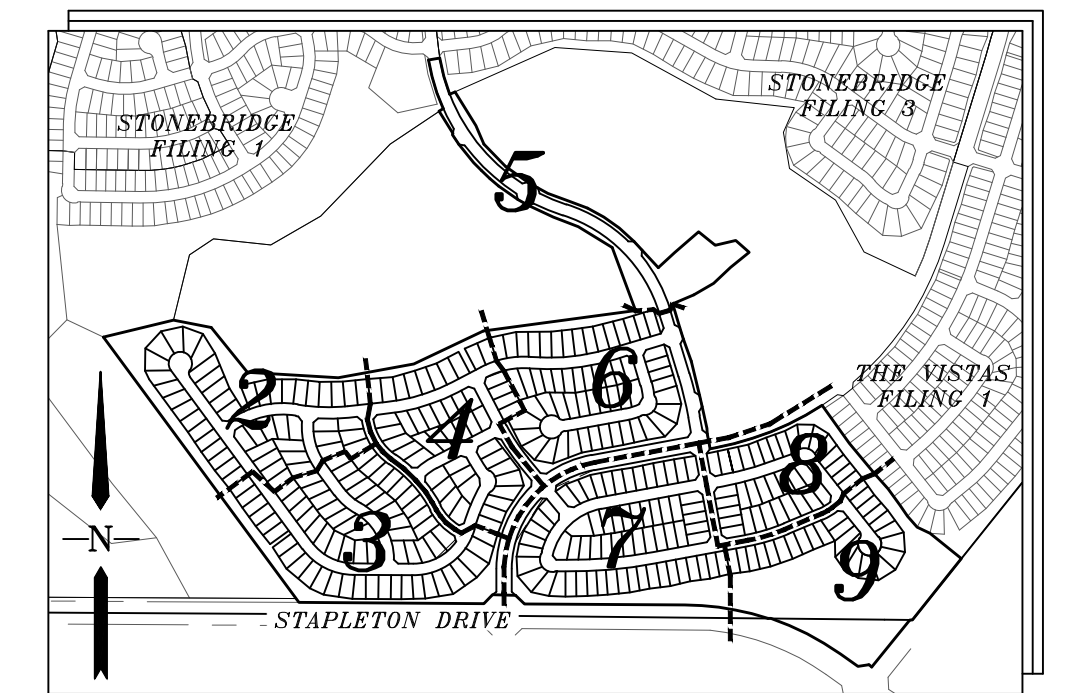 STONEBRIDGE
FILING 3
STONEBRIDGE
FILING 1
5
THE VISTAS
FILING 1
6
2
4
8
7
3
9
N
STAPLETON DRIVE